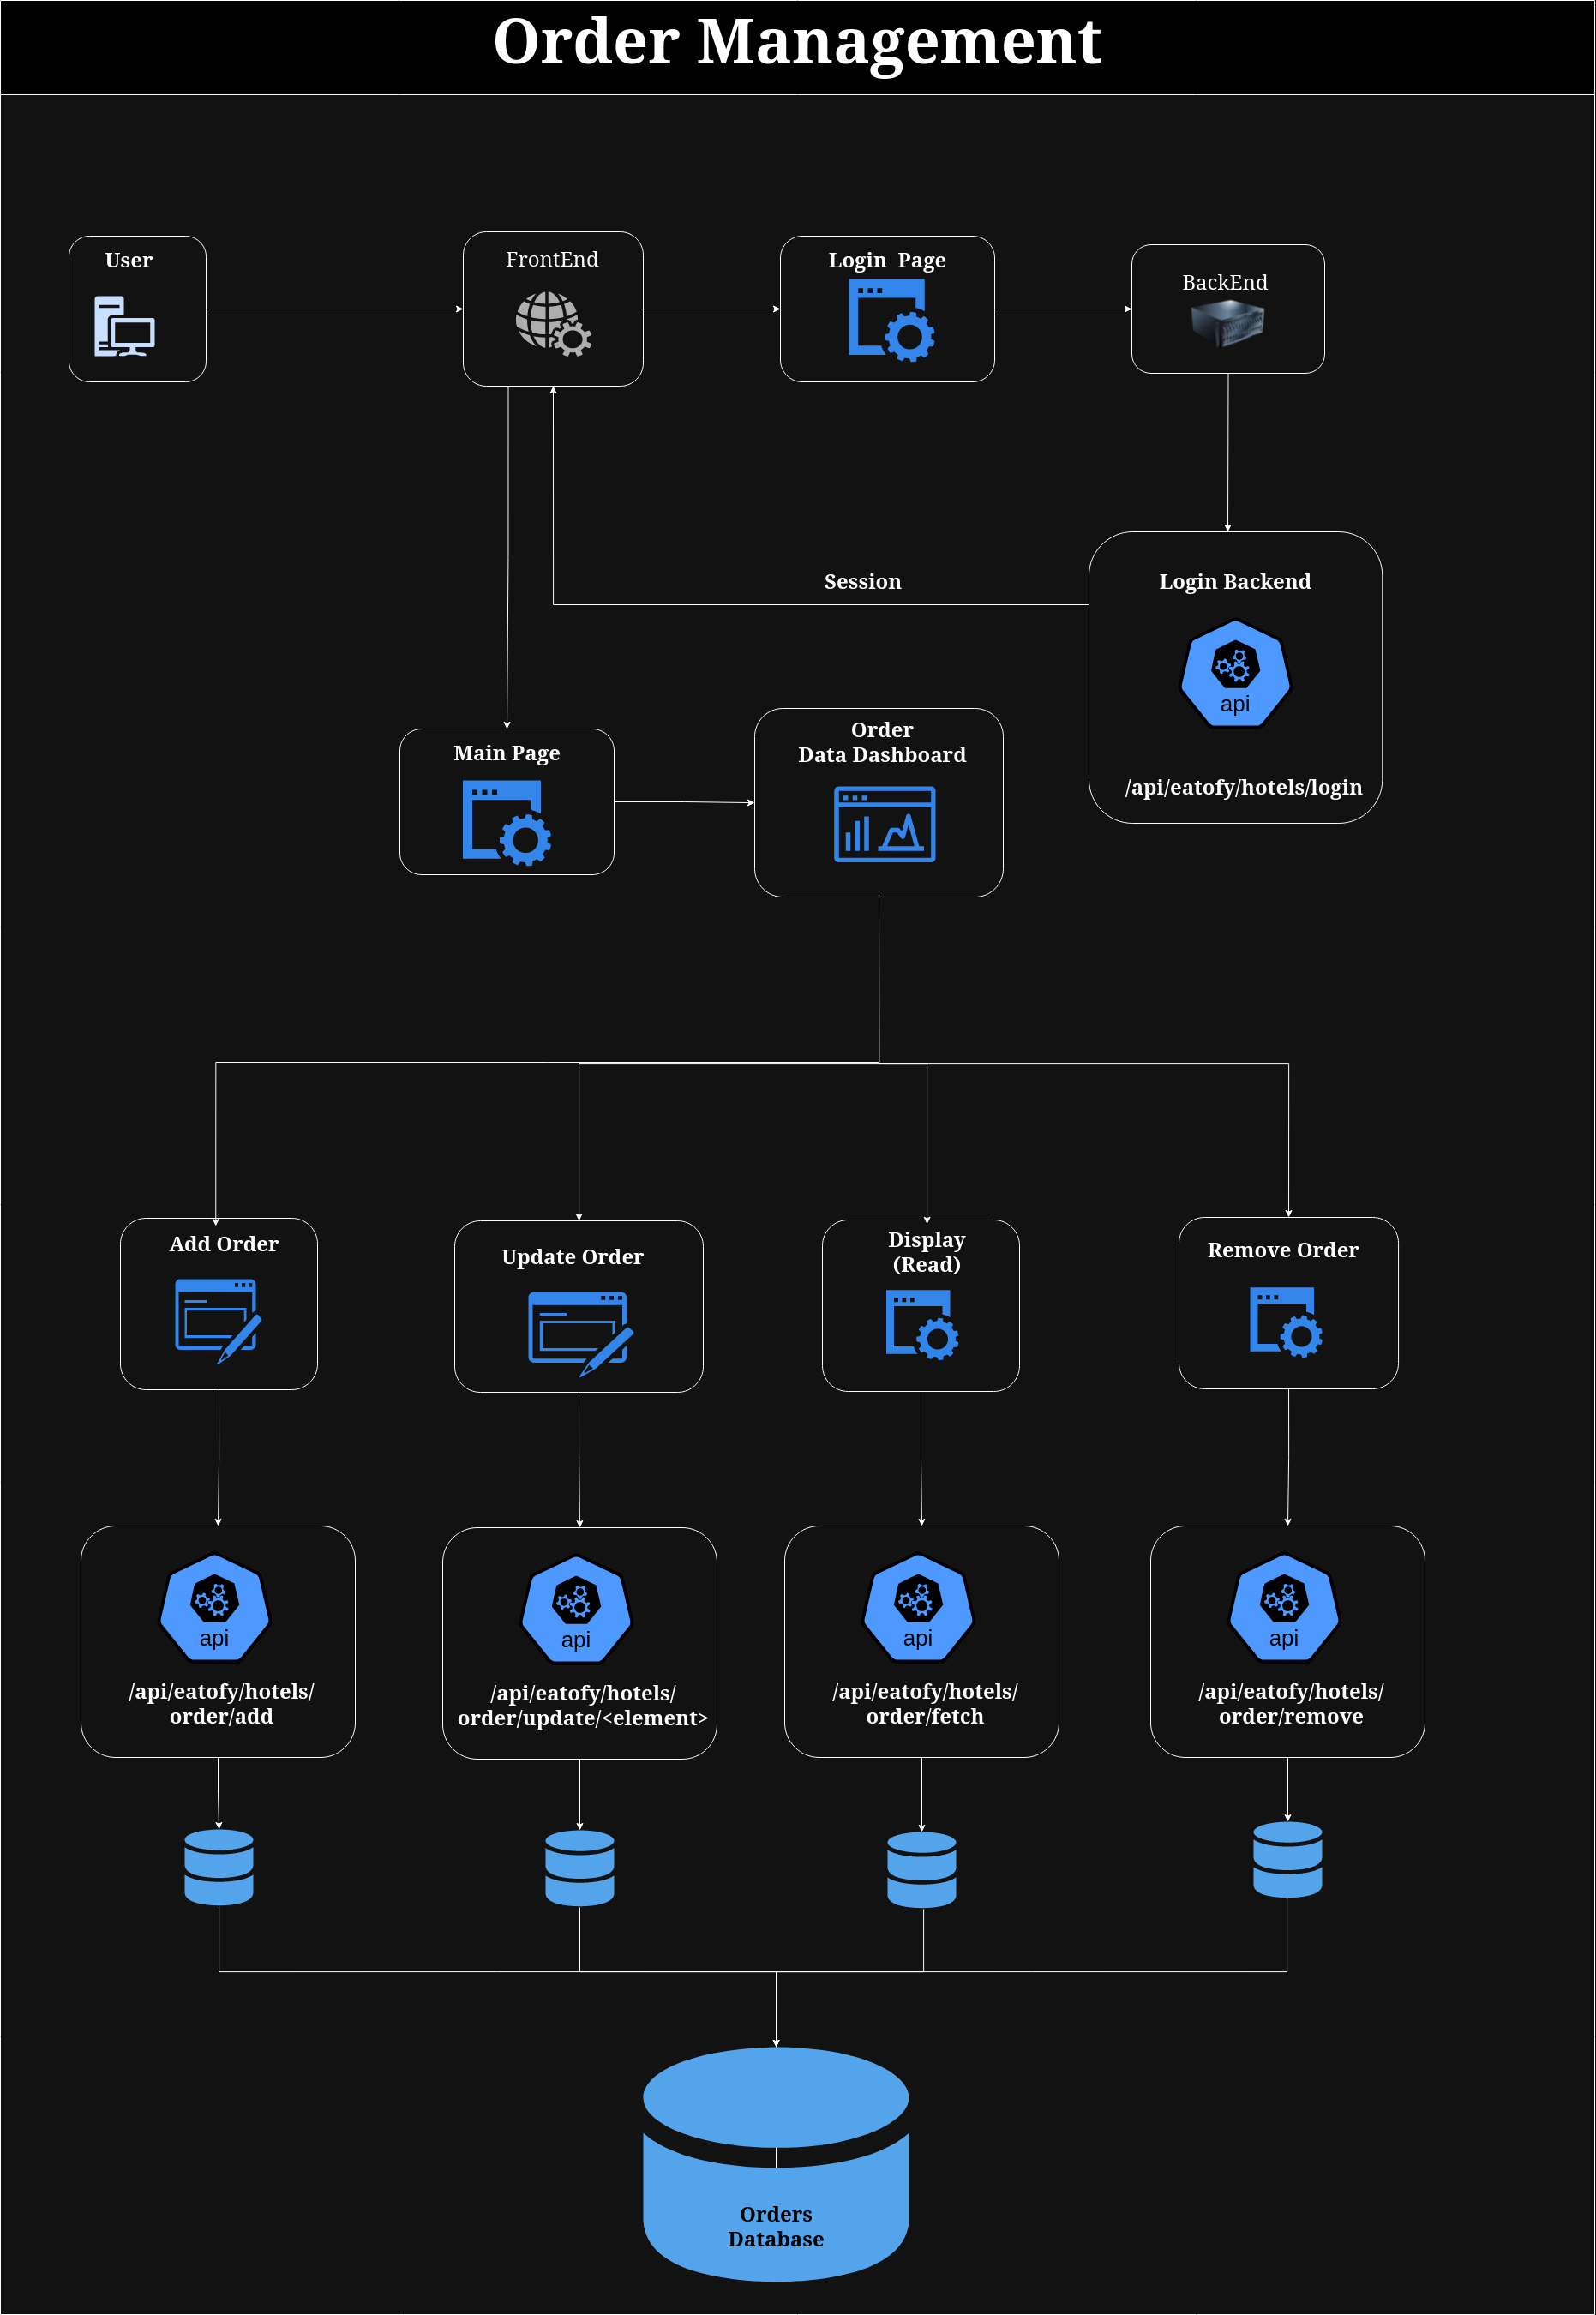 Order Management
User
FrontEnd
Login  Page
BackEnd
Session
Login Backend
api
/api/eatofy/hotels/login
Main Page
Order
Data Dashboard
Add Order
Update Order
Display
(Read)
Remove Order
api
/api/eatofy/hotels/
order/add
api
/api/eatofy/hotels/
order/update/<element>
api
/api/eatofy/hotels/
order/fetch
api
/api/eatofy/hotels/
order/remove
Orders
Database